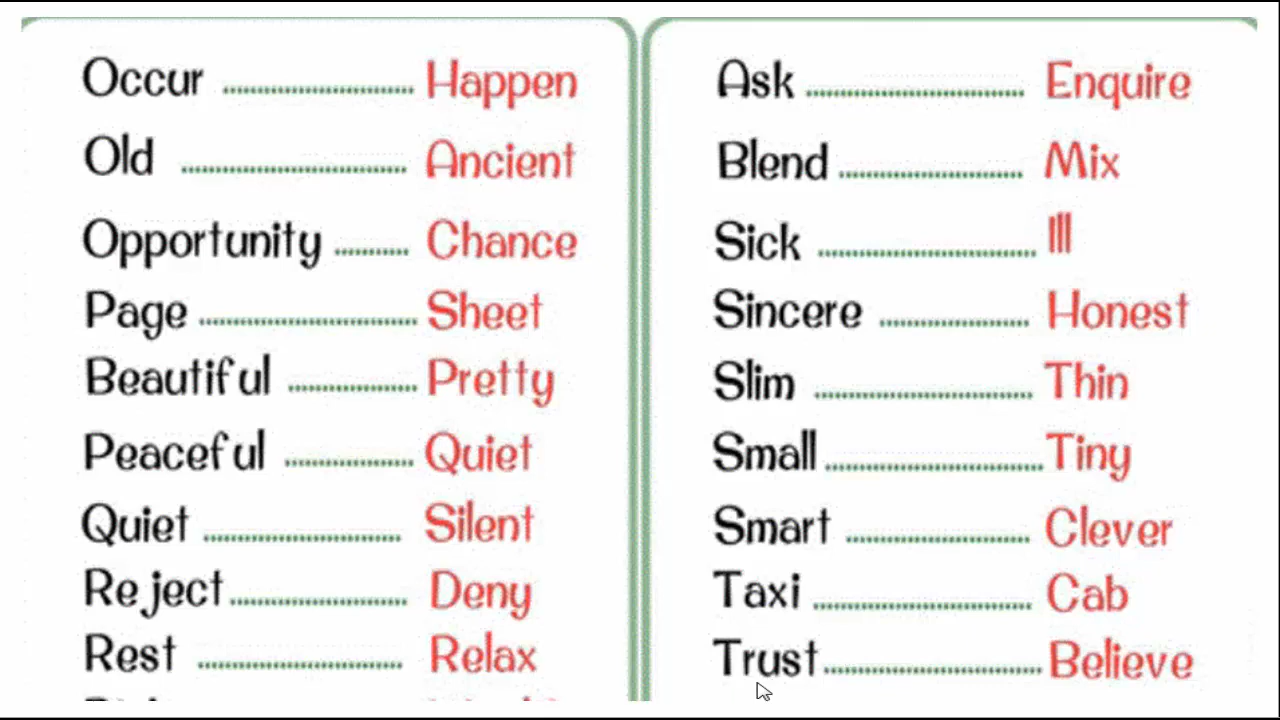 Occur ........................ Happen
Old ........................ Ancient
Opportunity .......... Chance
Page ........................ Sheet
Beautiful ................ Pretty
Peaceful ................ Quiet
Quiet ........................ Silent
Reject ........................ Deny
Rest ........................ Relax
Ask ........................ Enquire
Blend ........................ Mix
Sick ........................ Ill
Sincere ................ Honest
Slim ........................ Thin
Small ........................ Tiny
Smart ........................ Clever
Taxi ........................ Cab
Trust ........................ Believe